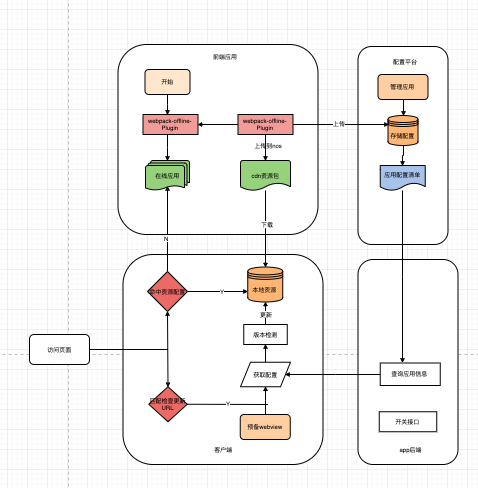 前端应用
配置平台
开始
管理应用
webpack-offline-
Plugin
webpack-offline-
Plugin
上传
存储配置
上传到nos
在线应用
cdn资源包
应用配置清单
下载
N
命中资源配置
Y
本地资源
更新
版本检测
访问页面
获取配置
查询应用信息
匹配检查更新
URL
Y
预备webview
开关接口
客户端
app后端